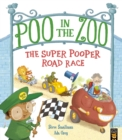 POO IN THE ZOO
THE SUPER POOPER
ROAD RACE
Steve Smallman
Ada Grey